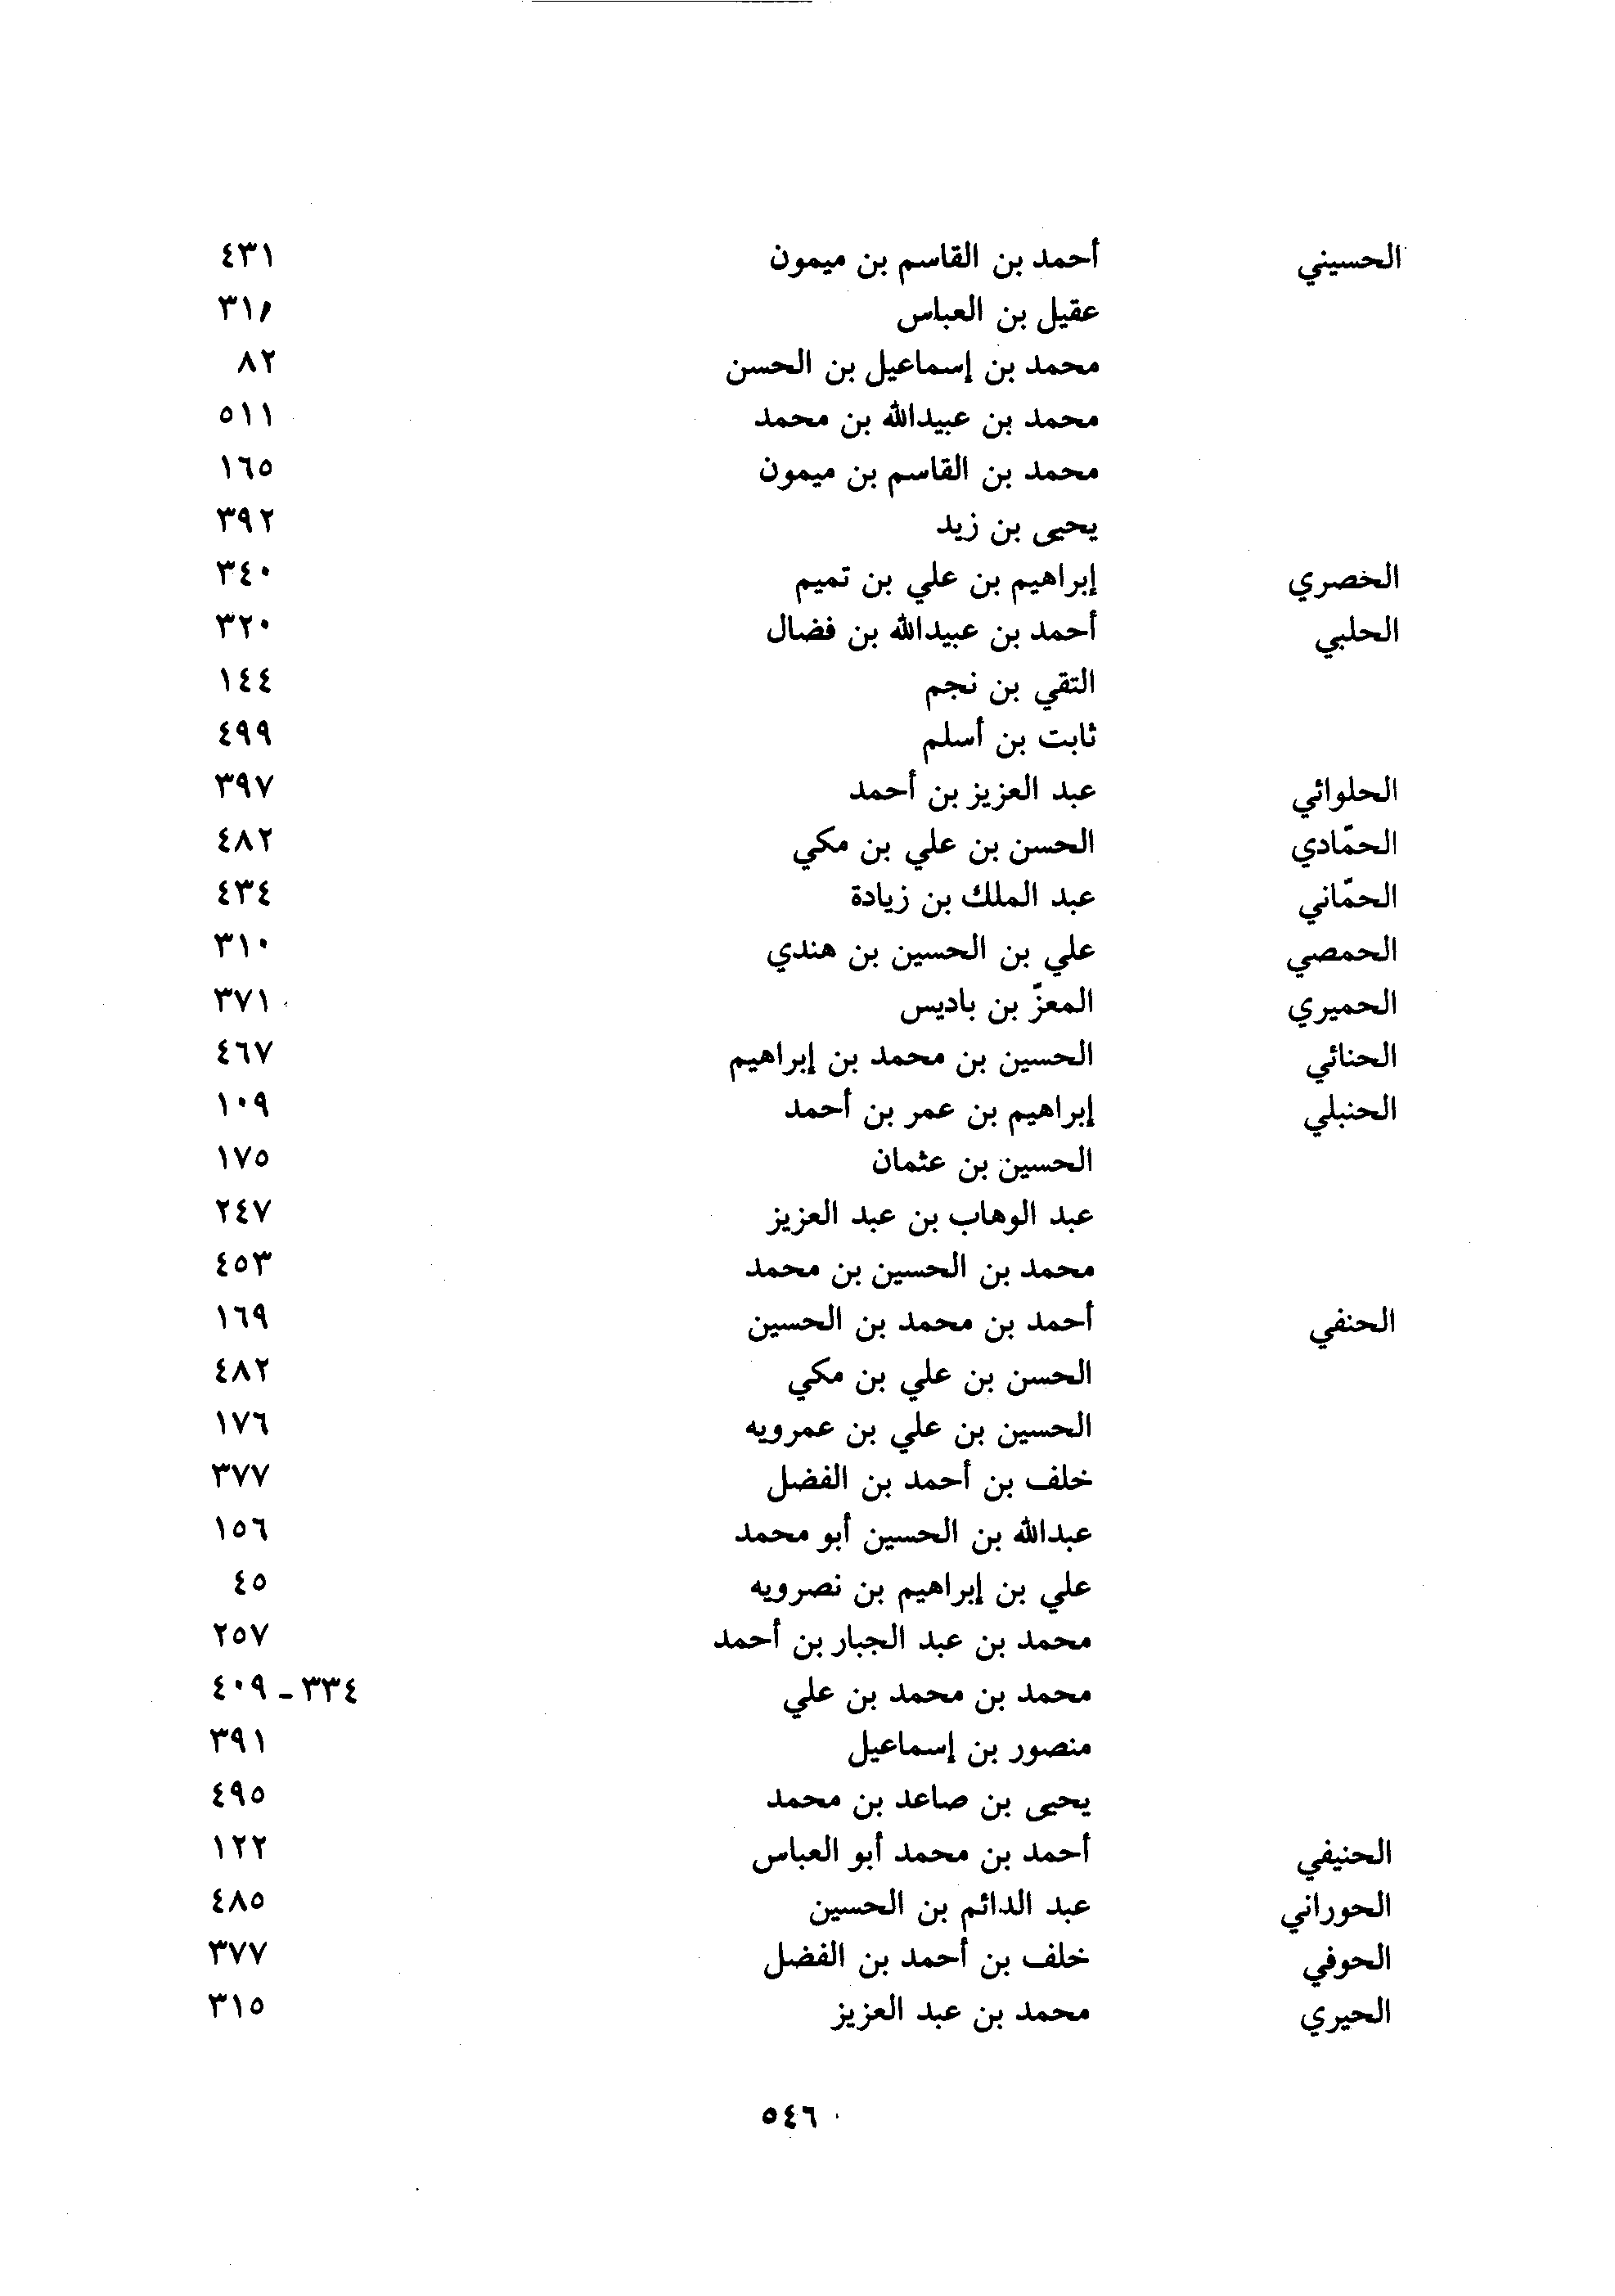 الحسيني أحمد بن القاسم بن ميمون ٤٣١
عقيل بن العباس
محمد بن إسماعيل بن الحسن ٨٢
محمد بن عبيدالله بن محمد ٥١١
محمد بن القاسم بن ميمون ١٦٥
يحيى بن زيد ٣٩٢
الخصري إبراهيم بن علي بن تميم ٣٤٠
الحلبي أحمد بن عبيدالله بن فضال ٣٢٠
التقي بن نجم ١٤٤
ثابت بن أسلم ٤٩٩
الحلوائي عبد العزيز بن أحمد ٣٩٧
الحمّادي الحسن بن علي بن مكي ٤٨٢
الحمّاني عبد الملك بن زيادة ٤٣٤
الحمصي علي بن الحسين بن هندي ٣١٠
الحميري المعزّ بن باديس ٣٧١
الحنائي الحسين بن محمد بن إبراهيم ٤٦٧
الحنبلي إبراهيم بن عمر بن أحمد ١٠٩
الحسين بن عثمان ١٧٥
عبد الوهاب بن عبد العزيز ٢٤٧
محمد بن الحسين بن محمد ٤٥٣
الحنفي أحمد بن محمد بن الحسين ١٦٩
الحسن بن علي بن مكي ٤٨٢
الحسين بن علي بن عمرويه ١٧٦
خلف بن أحمد بن الفضل ٣٧٧
عبدالله بن الحسين أبو محمد ١٥٦
علي بن إبراهيم بن نصرويه ٤٥
محمد بن عبد الجبار بن أحمد ٢٥٧
محمد بن محمد بن علي ٣٣٤ - ٤٠٩
منصور بن إسماعيل ٣٩١
يحيى بن صاعد بن محمد ٤٩٥
الحنيفي أحمد بن محمد أبو العباس ١٢٢
الحوراني عبد الدائم بن الحسين ٤٨٥
الحوفي خلف بن أحمد بن الفضل ٣٧٧
الحيري محمد بن عبد العزيز ٣١٥
٥٤٦